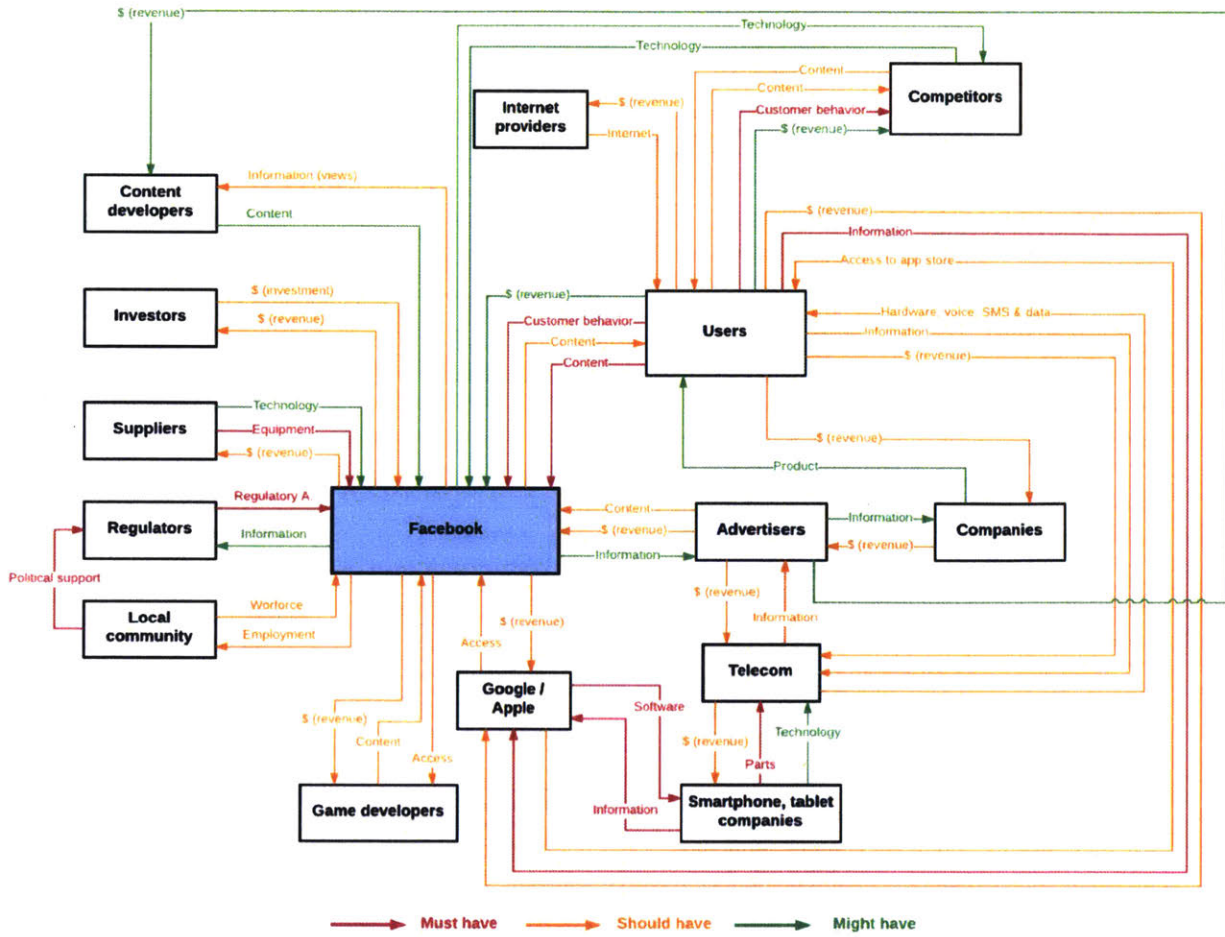 $ (revenue)
Technology
Technology
Content
Content
Competitors
Internet
providers
$ (revenue)
Customer behavior
Internet
$ (revenue)
Content
developers
Information (views)
Content
$ (revenue)
Information
Access to app store
Investors
$ (investment)
$ (revenue)
$ (revenue)
Customer behavior
Content
Content
Users
Hardware, voice, SMS & data
Information
$ (revenue)
Suppliers
Technology
Equipment
$ (revenue)
$ (revenue)
Product
Regulators
Regulatory A.
Information
Facebook
Content
$ (revenue)
Information
Advertisers
Information
$ (revenue)
Companies
Political support
Local
community
Worforce
Employment
Access
$ (revenue)
$ (revenue)
Information
Telecom
Google /
Apple
Software
$ (revenue)
Content
Access
$ (revenue)
Parts
Technology
Game developers
Information
Smartphone, tablet
companies
Must have
Should have
Might have